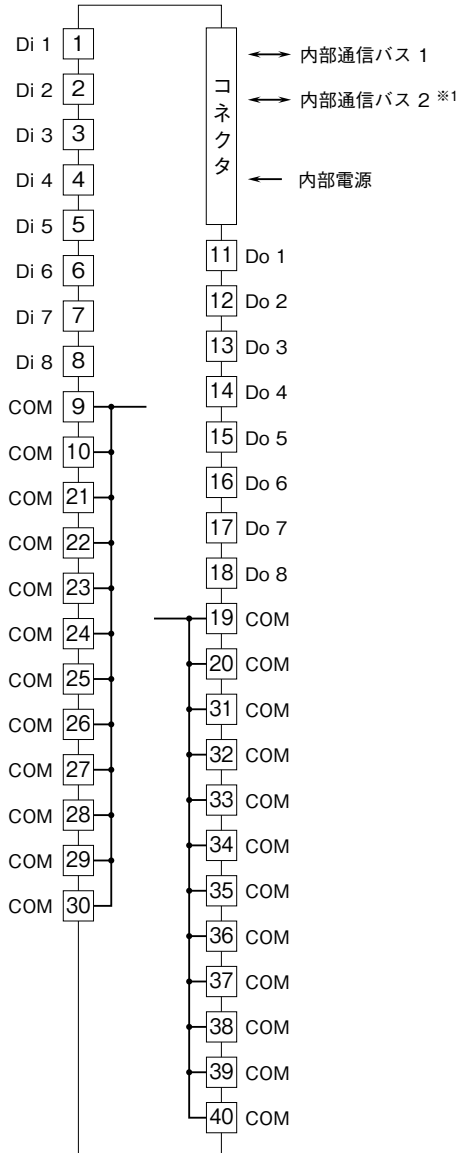 Di 1 1
Di 2 2
Di 3 3
Di 4 4
Di 5 5
Di 6 6
Di 7 7
Di 8 8
COM 9
COM 10
COM 21
COM 22
COM 23
COM 24
COM 25
COM 26
COM 27
COM 28
COM 29
COM 30
コネクタ
内部通信バス 1
内部通信バス 2 ※1
内部電源
11 Do 1
12 Do 2
13 Do 3
14 Do 4
15 Do 5
16 Do 6
17 Do 7
18 Do 8
19 COM
20 COM
31 COM
32 COM
33 COM
34 COM
35 COM
36 COM
37 COM
38 COM
39 COM
40 COM